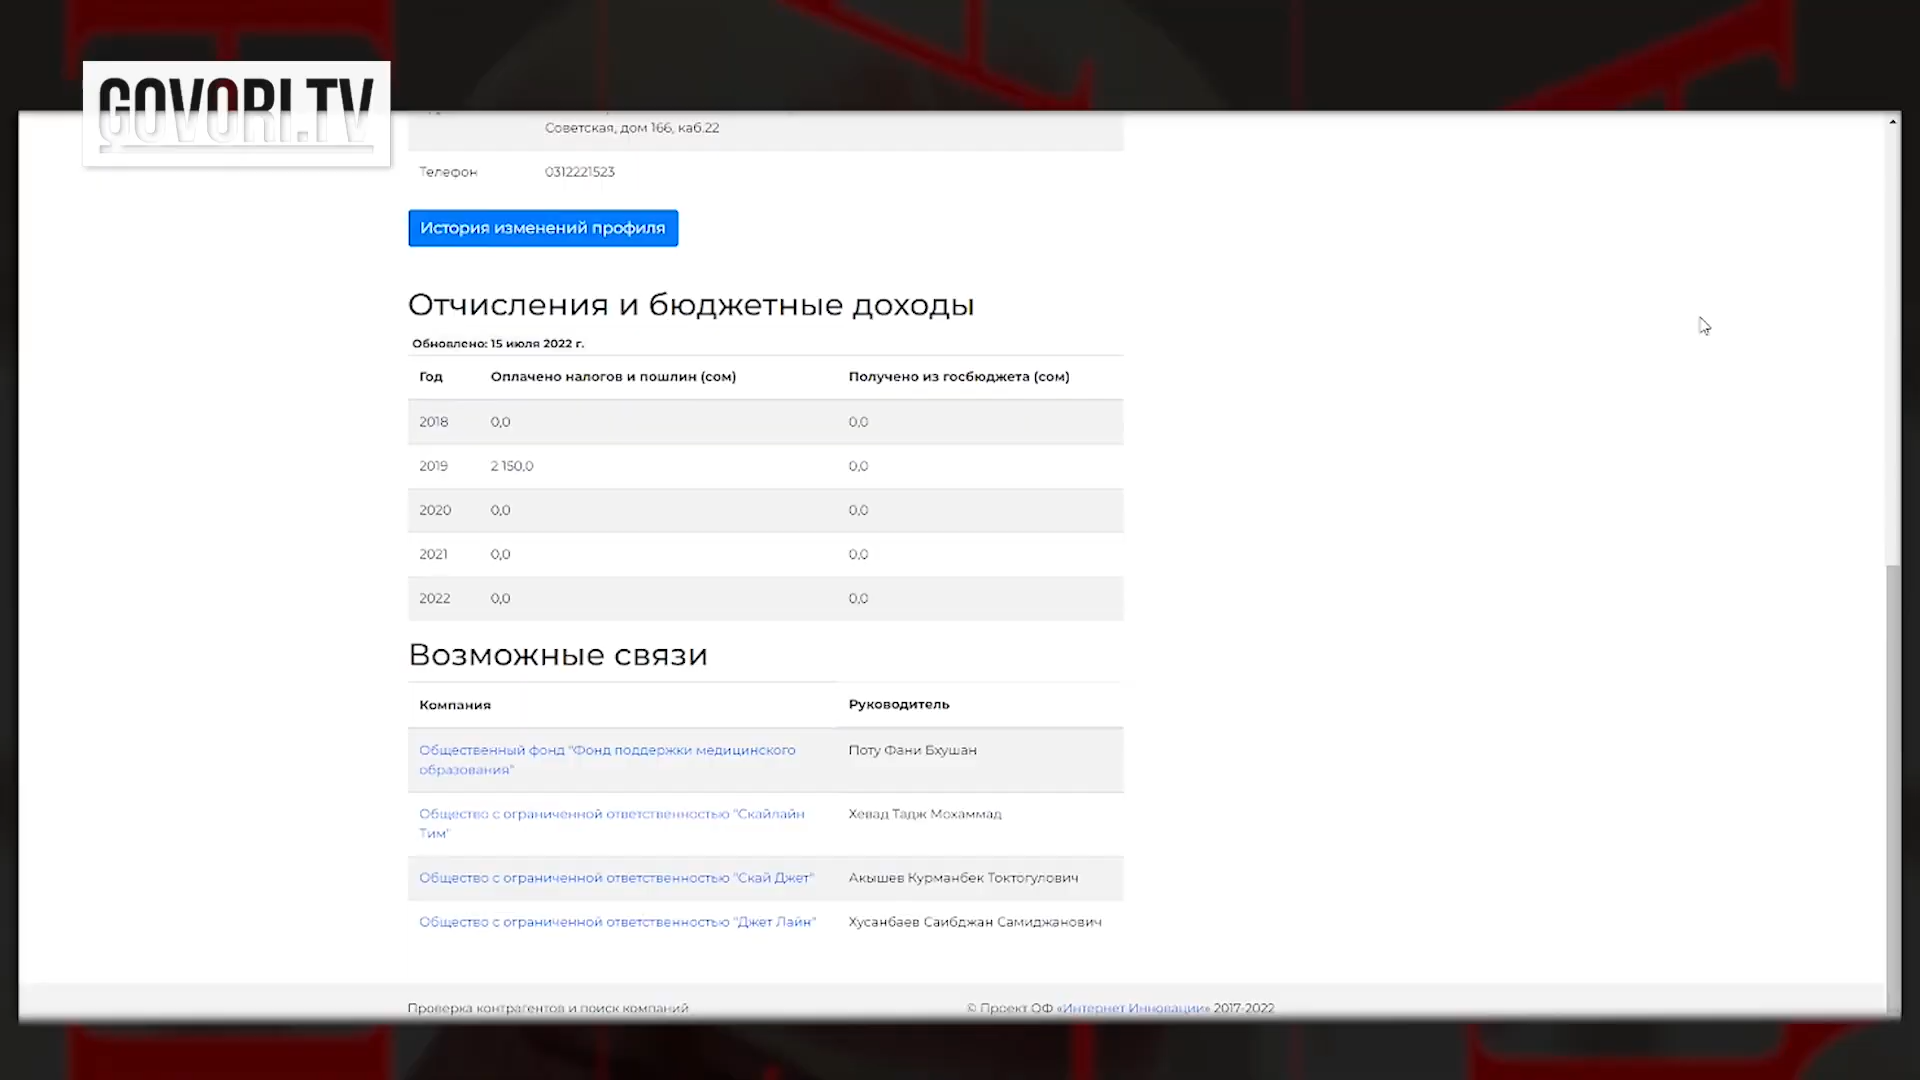 GOVORI.TV
Советская, дом 166, каб.22
Телефон 0312221523
История изменений профиля
Отчисления и бюджетные доходы
Обновлено: 15 июля 2022 г.
Год Оплачено налогов и пошлин (сом) Получено из госбюджета (сом)
2018 0,0 0,0
2019 2 150,0 0,0
2020 0,0 0,0
2021 0,0 0,0
2022 0,0 0,0
Возможные связи
Компания Руководитель
Общественный фонд "Фонд поддержки медицинского Поту Фани Бхушан
образования"
Общество с ограниченной ответственностью "Скайлайн Хевад Тадж Мохаммад
Тим"
Общество с ограниченной ответственностью "Скай Джет" Акышев Курманбек Токтогулович
Общество с ограниченной ответственностью "Джет Лайн" Хусанбаев Саибджан Самиджанович
Проверка контрагентов и поиск компаний © Проект ОФ «Интернет Инновации» 2017-2022